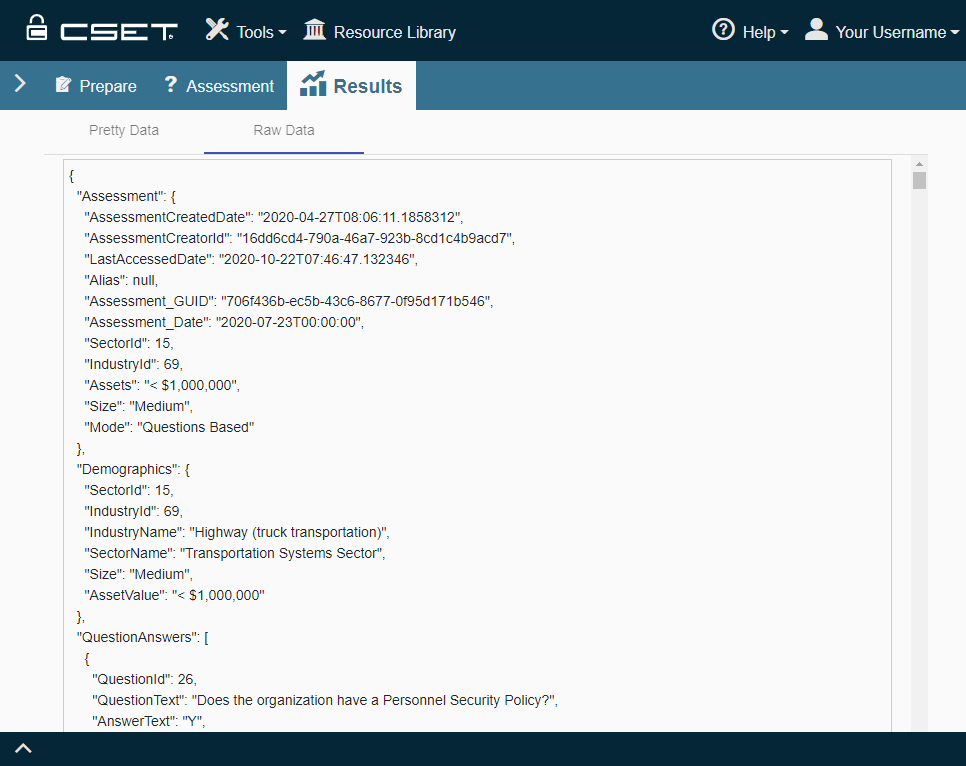 CSET Tools Resource Library Help Your Username
Prepare Assessment Results
Pretty Data Raw Data
{
"Assessment": {
"AssessmentCreatedDate": "2020-04-27T08:06:11.1858312",
"AssessmentCreatorId": "16dd6cd4-790a-46a7-923b-8cd1c4b9acd7",
"LastAccessedDate": "2020-10-22T07:46:47.132346",
"Alias": null,
"Assessment_GUID": "706f436b-ec5b-43c6-8677-0f95d171b546",
"Assessment_Date": "2020-07-23T00:00:00",
"SectorId": 15,
"IndustryId": 69,
"Assets": "< $1,000,000",
"Size": "Medium",
"Mode": "Questions Based"
},
"Demographics": {
"SectorId": 15,
"IndustryId": 69,
"IndustryName": "Highway (truck transportation)",
"SectorName": "Transportation Systems Sector",
"Size": "Medium",
"AssetValue": "< $1,000,000"
},
"QuestionAnswers": [
{
"QuestionId": 26,
"QuestionText": "Does the organization have a Personnel Security Policy?",
"AnswerText": "Y",